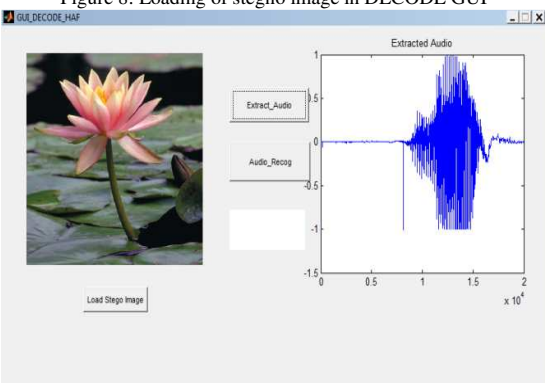 Figure 8: Loading of stegno image in DECODE GUI
GUI_DECODE_HAF
Extracted Audio
Extract_Audio
Audio_Recog
Load Stego Image
1
0.5
0
-0.5
-1
-1.5
0 0.5 1 1.5 2
x 10^4